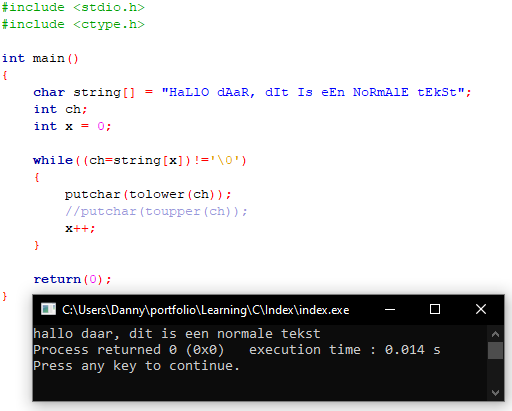 #include <stdio.h>
#include <ctype.h>
int main()
{
char string[] = "HaLlO dAaR, dIt Is eEn NoRmAlE tEkSt";
int ch;
int x = 0;
while((ch=string[x])!='\0')
{
putchar(tolower(ch));
//putchar(toupper(ch));
x++;
}
return(0);
}
C:\Users\Danny\portfolio\Learning\C\Index\index.exe
hallo daar, dit is een normale tekst
Process returned 0 (0x0)   execution time : 0.014 s
Press any key to continue.